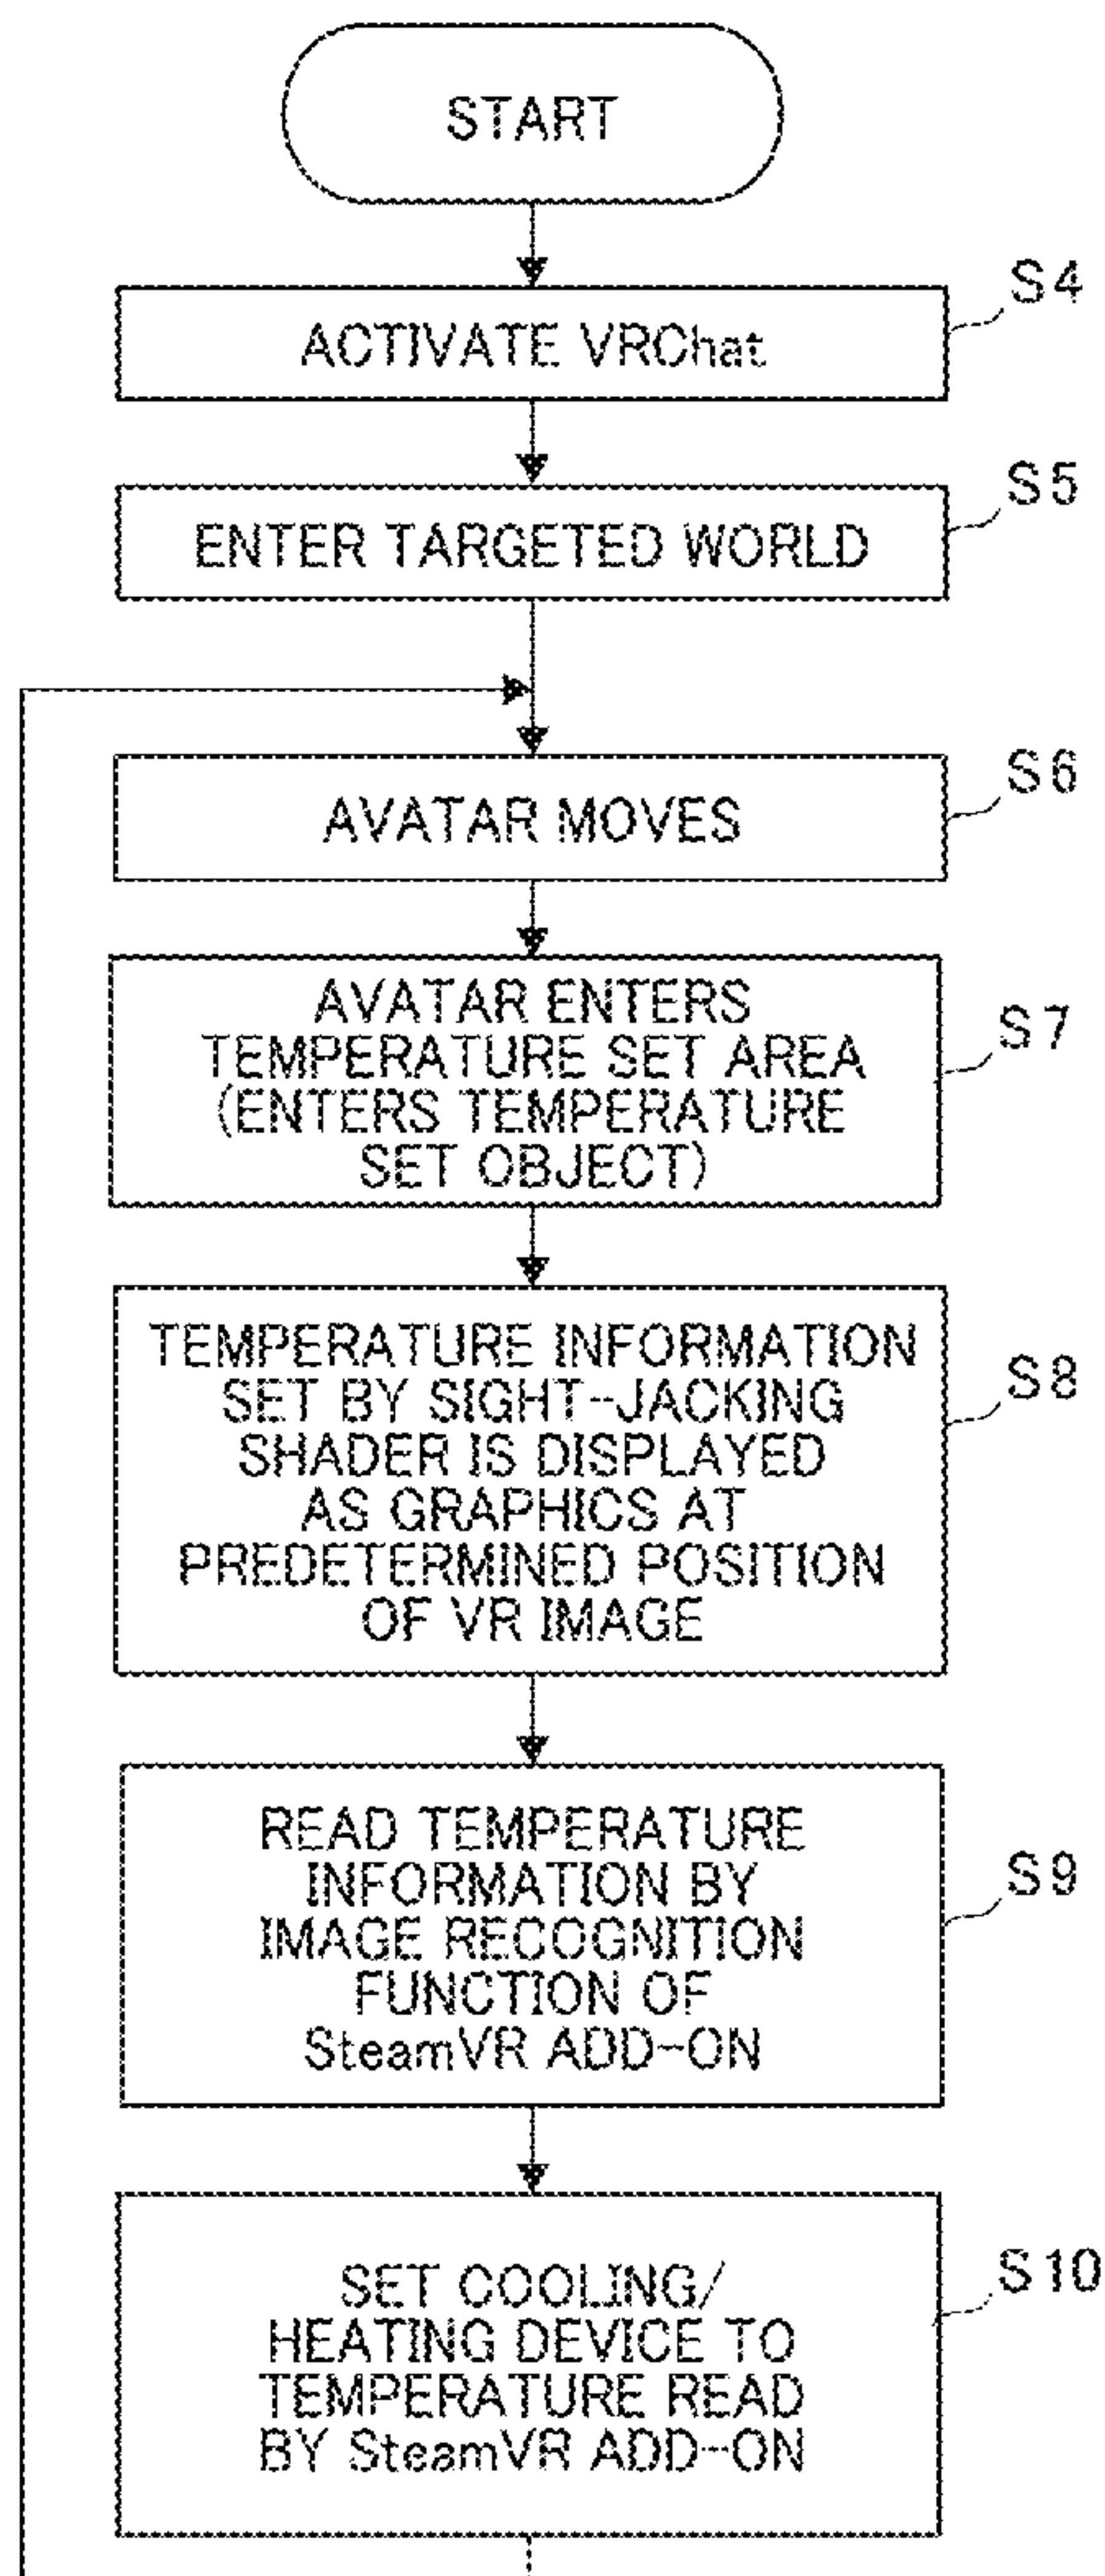 START
S4
ACTIVATE VRChat
S5
ENTER TARGETED WORLD
S6
AVATAR MOVES
S7
AVATAR ENTERS
TEMPERATURE SET AREA
(ENTERS TEMPERATURE
SET OBJECT)
S8
TEMPERATURE INFORMATION
SET BY SIGHT-JACKING
SHADER IS DISPLAYED
AS GRAPHICS AT
PREDETERMINED POSITION
OF VR IMAGE
S9
READ TEMPERATURE
INFORMATION BY
IMAGE RECOGNITION
FUNCTION OF
SteamVR ADD-ON
S10
SET COOLING/
HEATING DEVICE TO
TEMPERATURE READ
BY SteamVR ADD-ON